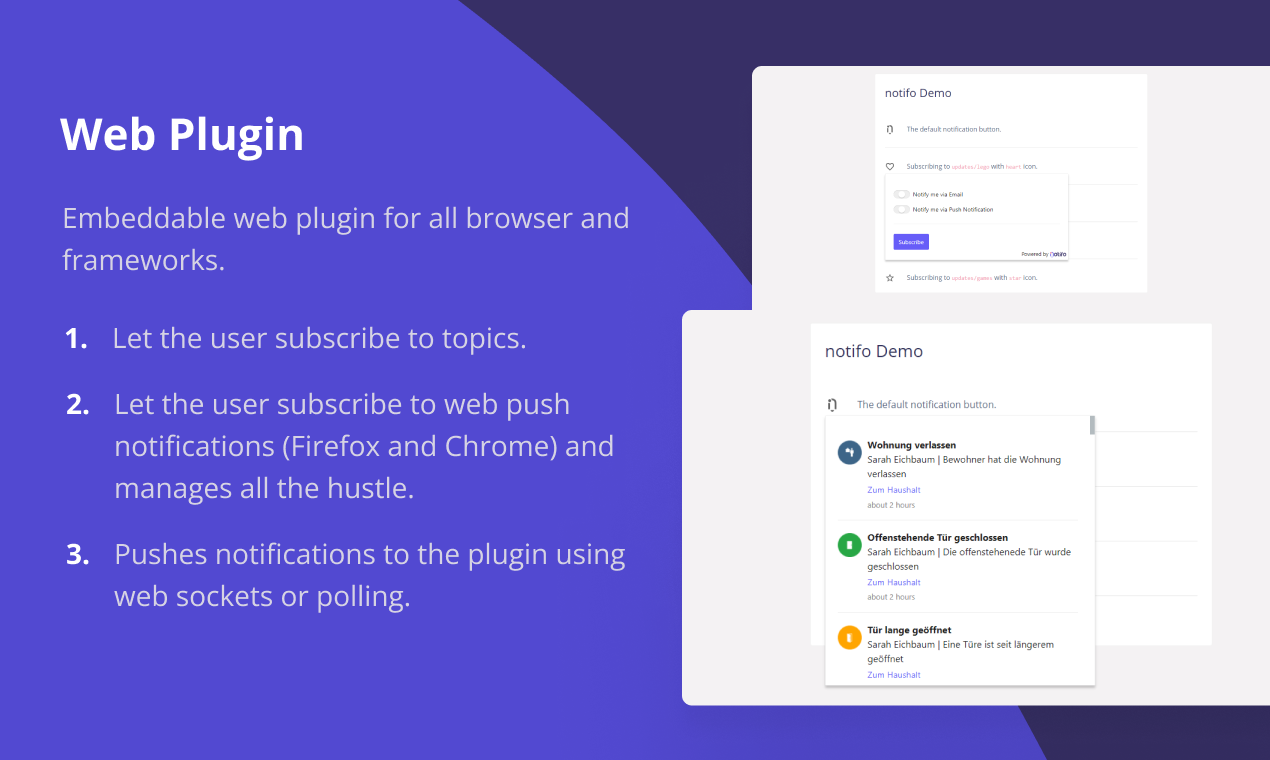 Web Plugin
Embeddable web plugin for all browser and
frameworks.
1. Let the user subscribe to topics.
2. Let the user subscribe to web push
notifications (Firefox and Chrome) and
manages all the hustle.
3. Pushes notifications to the plugin using
web sockets or polling.
notifo Demo
The default notification button.
Subscribing to updates/lego with heart icon.
Notify me via Email
Notify me via Push Notification
Subscribe
Powered by notifo
Subscribing to updates/games with star icon.
notifo Demo
The default notification button.
Wohnung verlassen
Sarah Eichbaum | Bewohner hat die Wohnung
verlassen
Zum Haushalt
about 2 hours
Offenstehende Tür geschlossen
Sarah Eichbaum | Die offenstehenede Tür wurde
geschlossen
Zum Haushalt
about 2 hours
Tür lange geöffnet
Sarah Eichbaum | Eine Türe ist seit längerem
geöffnet
Zum Haushalt